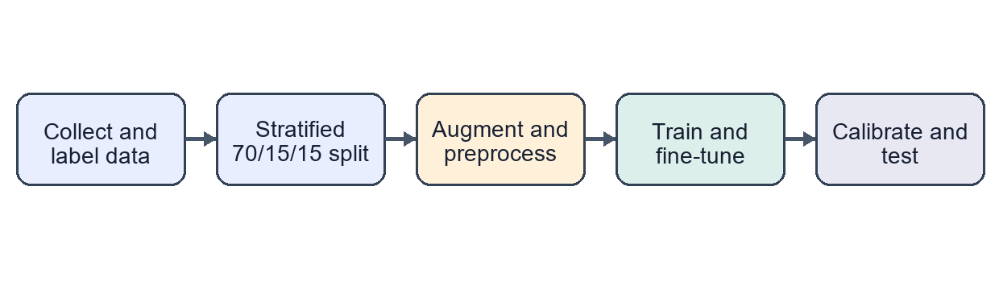 Collect and
label data
Stratified
70/15/15 split
Augment and
preprocess
Train and
fine-tune
Calibrate and
test